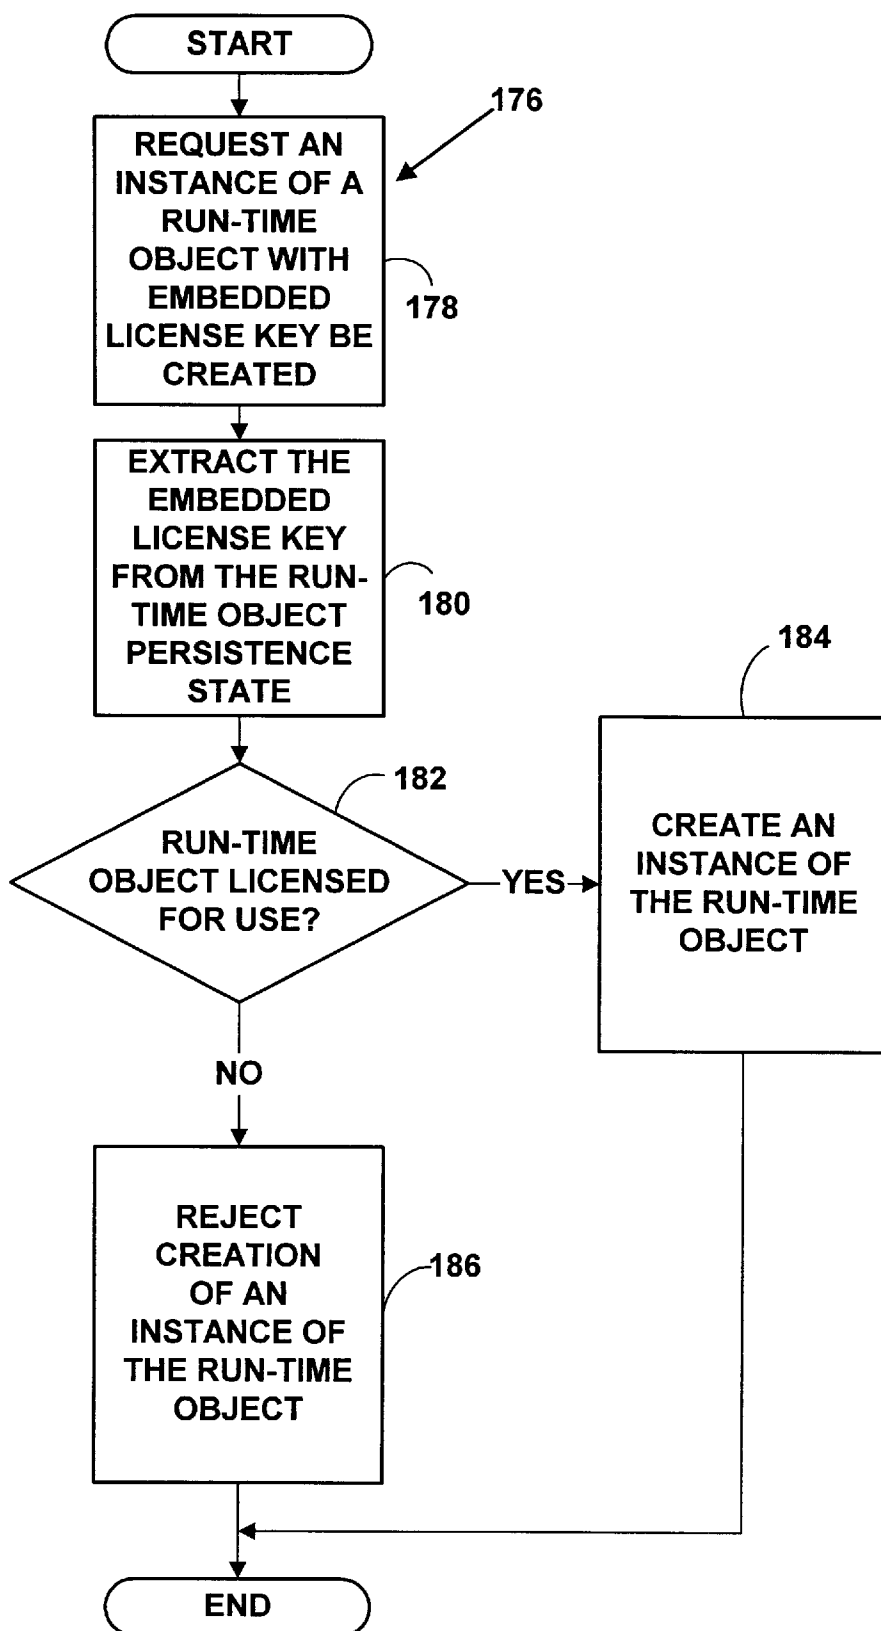 START
176
REQUEST AN
INSTANCE OF A
RUN-TIME
OBJECT WITH
EMBEDDED
LICENSE KEY BE
CREATED
178
EXTRACT THE
EMBEDDED
LICENSE KEY
FROM THE RUN-
TIME OBJECT
PERSISTENCE
STATE
180
182
RUN-TIME
OBJECT LICENSED
FOR USE?
YES
184
CREATE AN
INSTANCE OF
THE RUN-TIME
OBJECT
NO
REJECT
CREATION
OF AN
INSTANCE OF
THE RUN-TIME
OBJECT
186
END